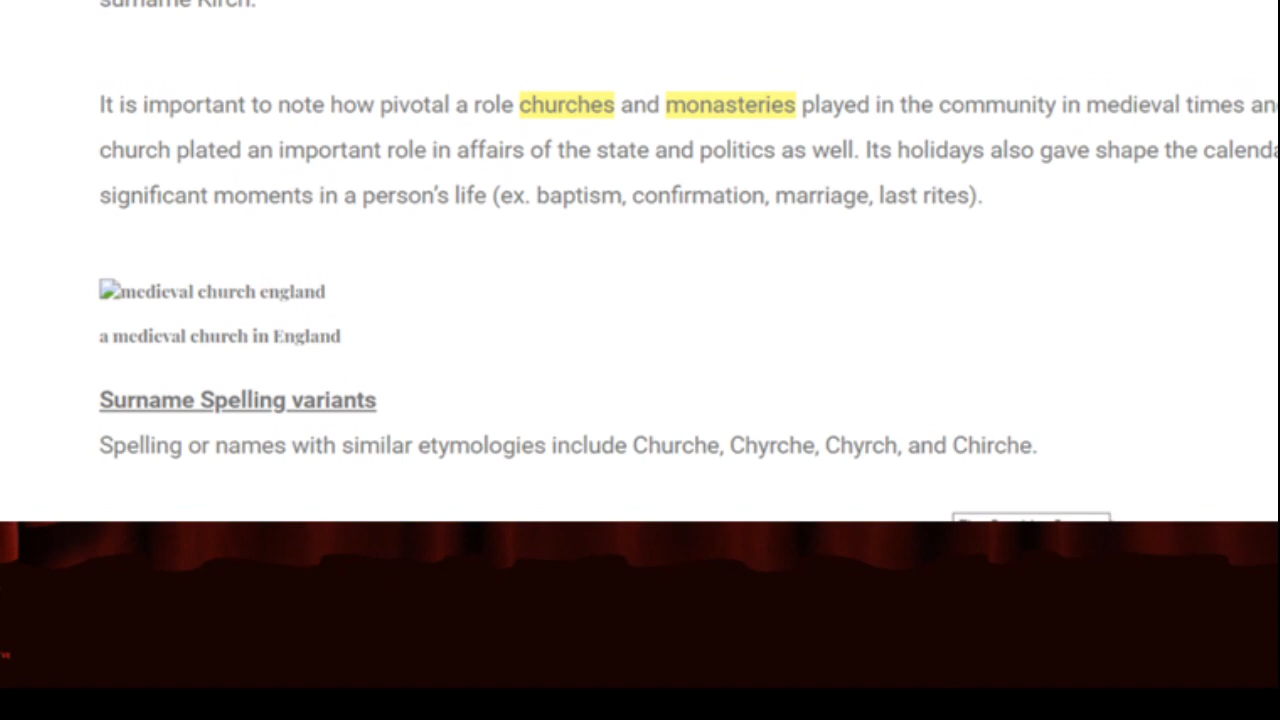 surname Kirch.
It is important to note how pivotal a role churches and monasteries played in the community in medieval times
church plated an important role in affairs of the state and politics as well. Its holidays also gave shape the
significant moments in a person's life (ex. baptism, confirmation, marriage, last rites).
medieval church england
a medieval church in England
Surname Spelling variants
Spelling or names with similar etymologies include Churche, Chyrche, Chyrch, and Chirche.